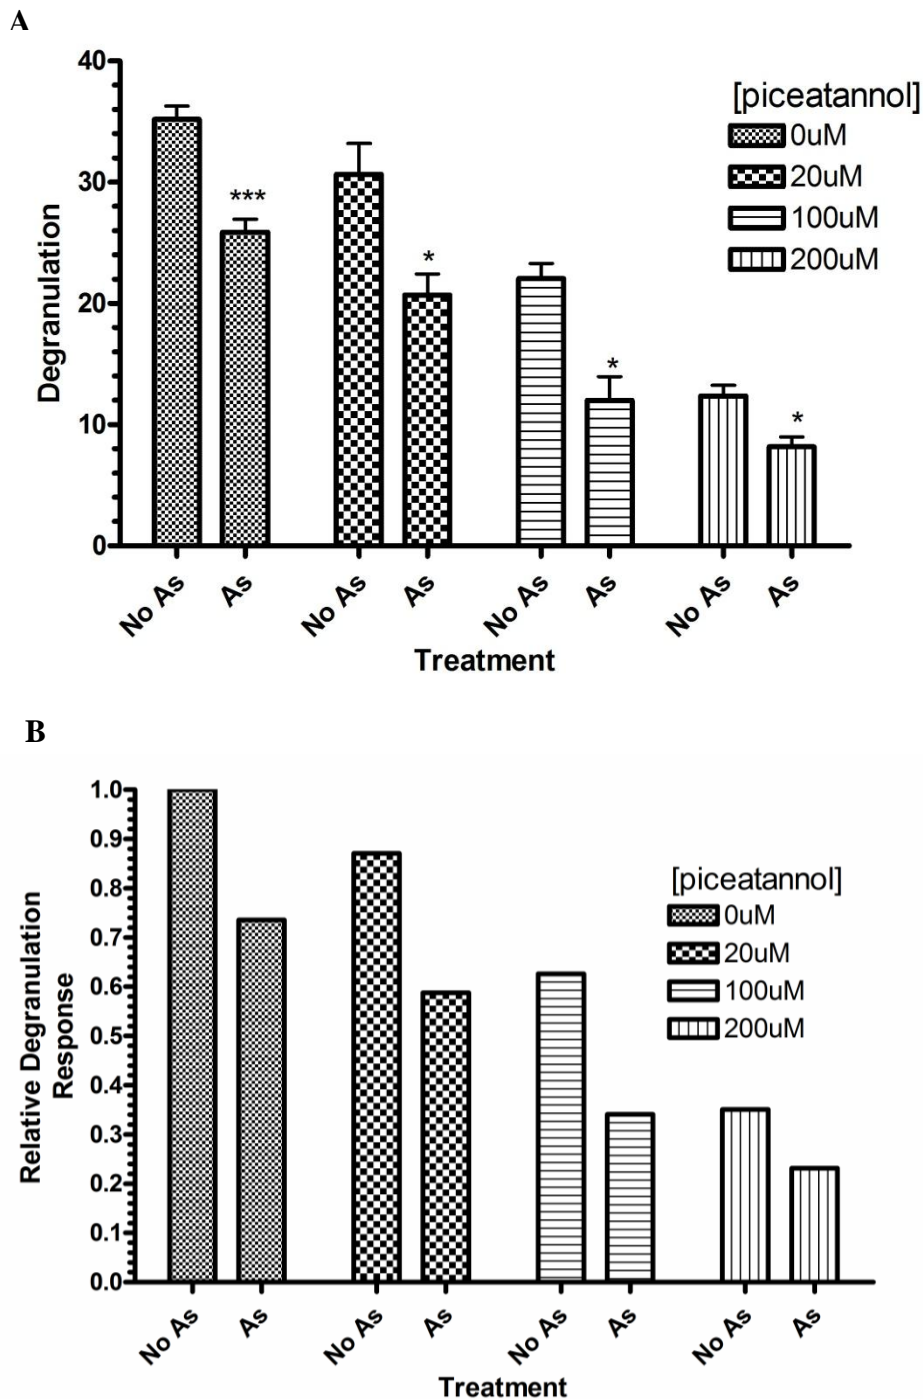 A
40
30
20
10
0
Degranulation
***
*
*
*
[piceatannol]
0uM
20uM
100uM
200uM
No As
As
No As
As
No As
As
No As
As
Treatment
B
1.0
0.9
0.8
0.7
0.6
0.5
0.4
0.3
0.2
0.1
0.0
Relative Degranulation
Response
[piceatannol]
0uM
20uM
100uM
200uM
No As
As
No As
As
No As
As
No As
As
Treatment